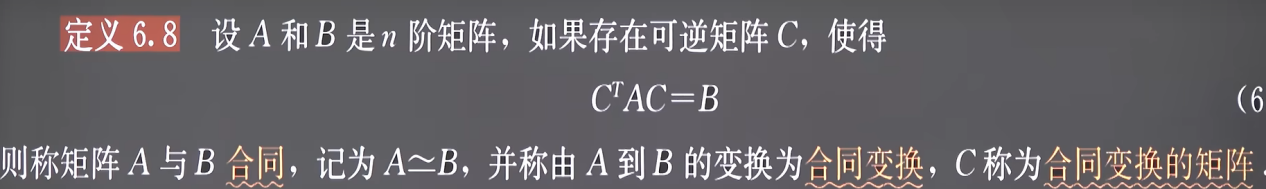 定义 6.8 设 A 和 B 是 n 阶矩阵，如果存在可逆矩阵 C，使得
CᵀAC=B (6
则称矩阵 A 与 B 合同，记为 A≃B，并称由 A 到 B 的变换为合同变换，C 称为合同变换的矩阵.